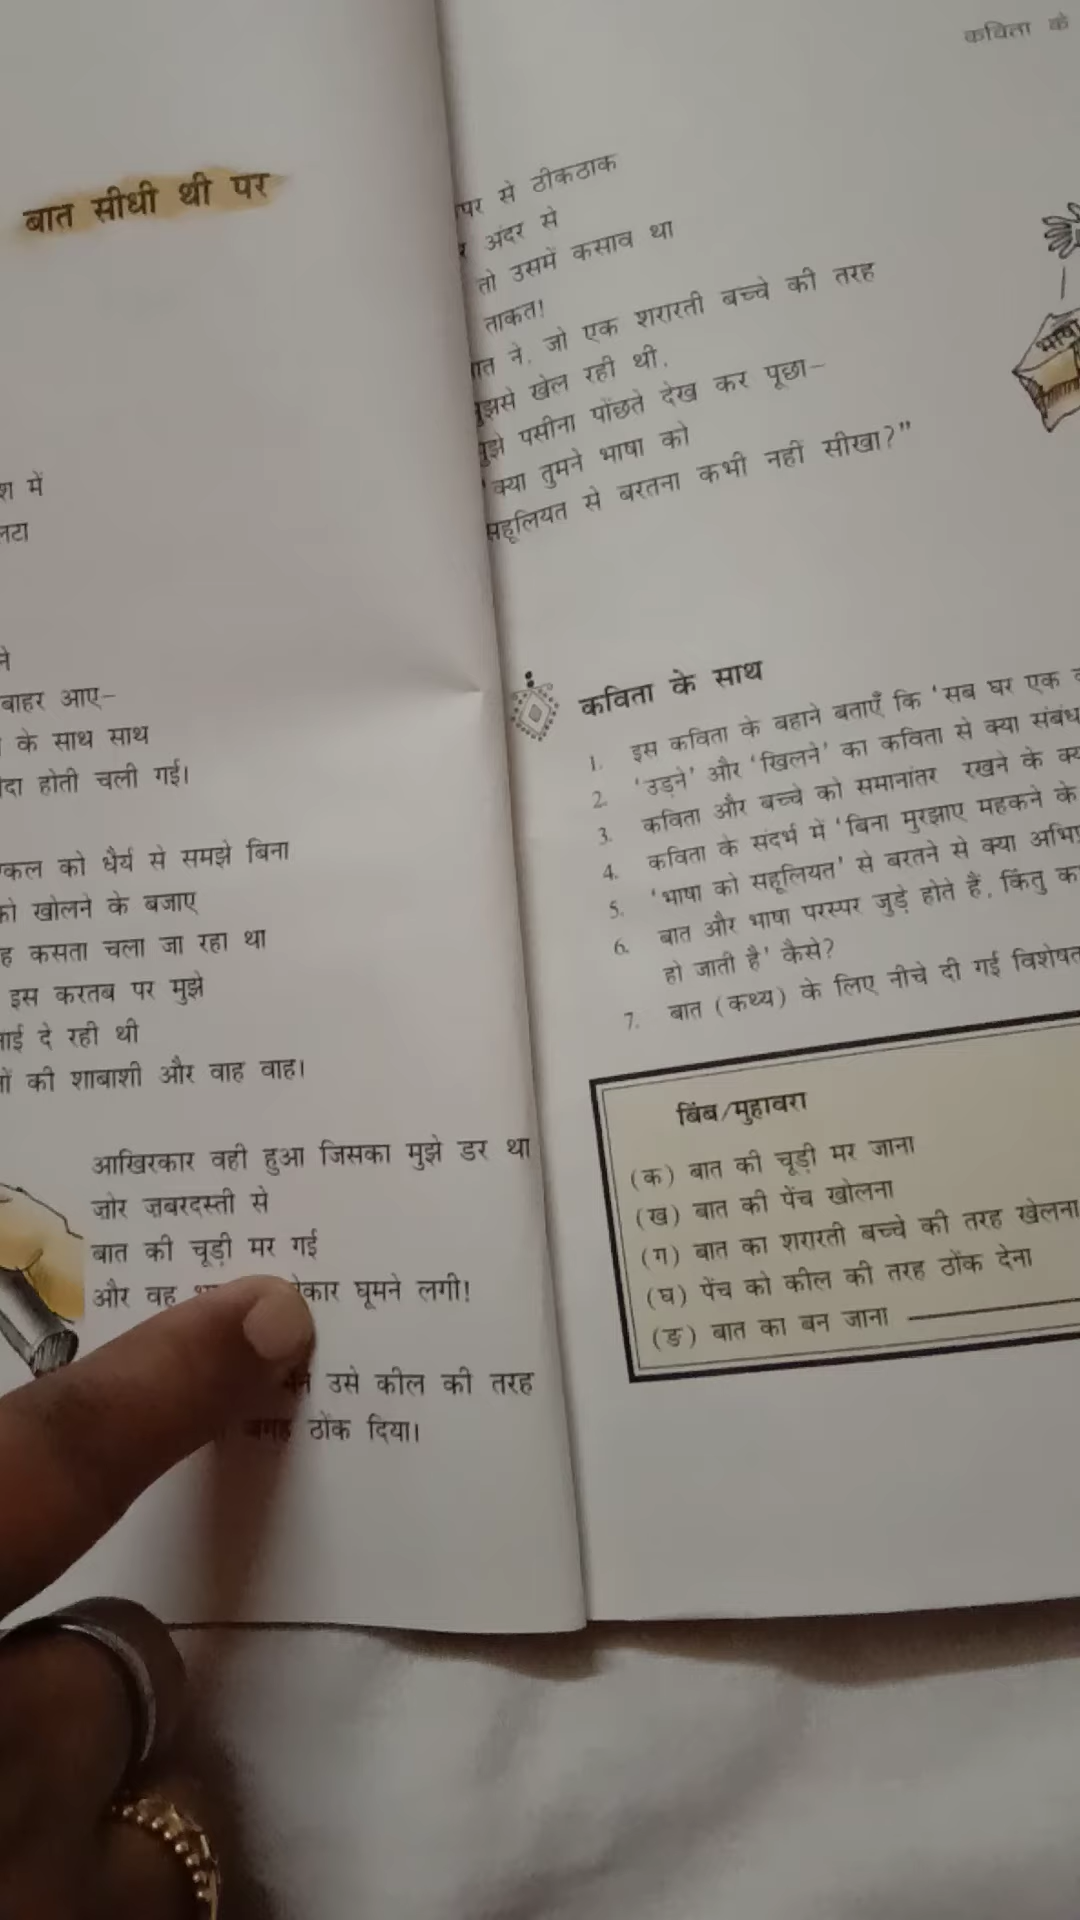 बात सीधी थी पर
में
बाहर आए–
के साथ साथ
होती चली गई।
को धैर्य से समझे बिना
खोलने के बजाए
कसता चला जा रहा था
इस करतब पर मुझे
दे रही थी
की शाबाशी और वाह वाह।
आखिरकार वही हुआ जिसका मुझे डर था
ज़ोर ज़बरदस्ती से
बात की चूड़ी मर गई
और वह घूमने लगी!
उसे कील की तरह
ठोंक दिया।
कविता के
से ठीकठाक
अंदर से
तो उसमें कसाव था
ताकत!
ने, जो एक शरारती बच्चे की तरह
खेल रही थी,
पसीना पोंछते देख कर पूछा–
क्या तुमने भाषा को
सहूलियत से बरतना कभी नहीं सीखा?”
भाषा
कविता के साथ
1. इस कविता के बहाने बताएँ कि ‘सब घर एक
2. ‘उड़ने’ और ‘खिलने’ का कविता से क्या संबंध
3. कविता और बच्चे को समानांतर रखने के
4. कविता के संदर्भ में ‘बिना मुरझाए महकने के
5. ‘भाषा को सहूलियत’ से बरतने से क्या
6. बात और भाषा परस्पर जुड़े होते हैं, किंतु
हो जाती है’ कैसे?
7. बात (कथ्य) के लिए नीचे दी गई
बिंब/मुहावरा
(क) बात की चूड़ी मर जाना
(ख) बात की पेंच खोलना
(ग) बात का शरारती बच्चे की तरह खेलना
(घ) पेंच को कील की तरह ठोंक देना
(ङ) बात का बन जाना